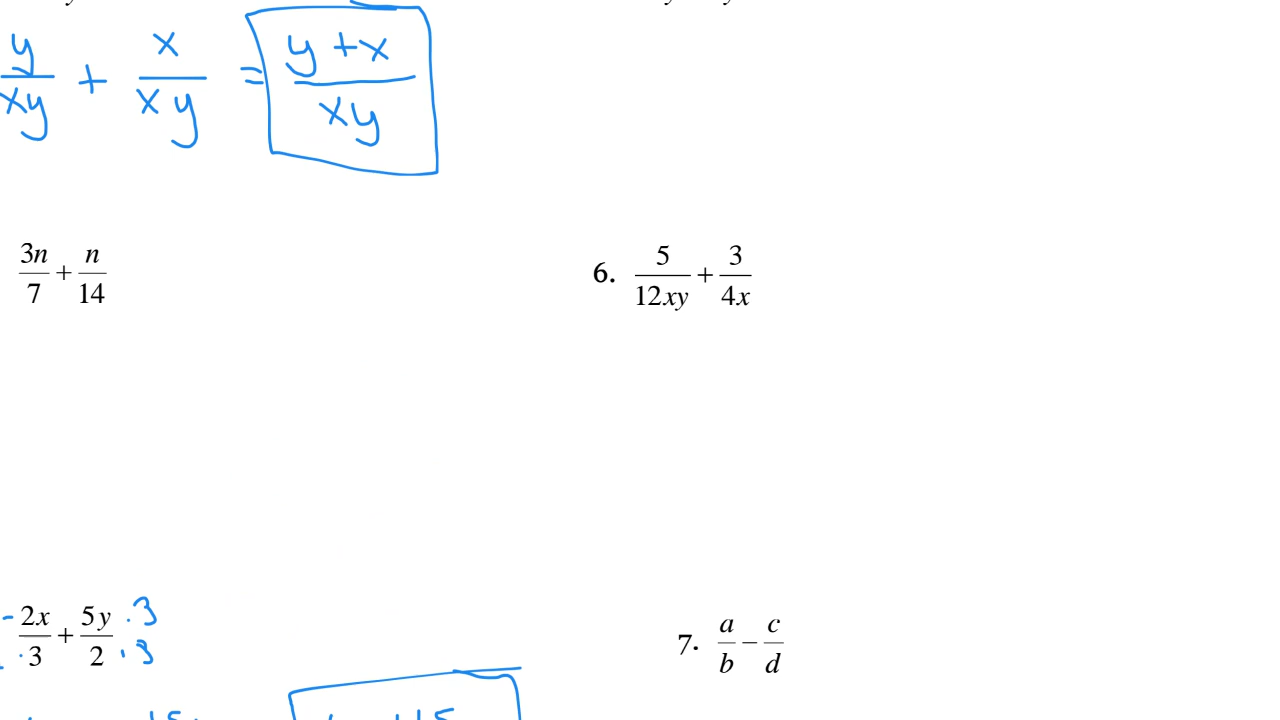 y/xy + x/xy = (y+x)/xy
3n/7 + n/14
6. 5/12xy + 3/4x
2x/3 + 5y/2 · 3 / · 3
7. a/b − c/d